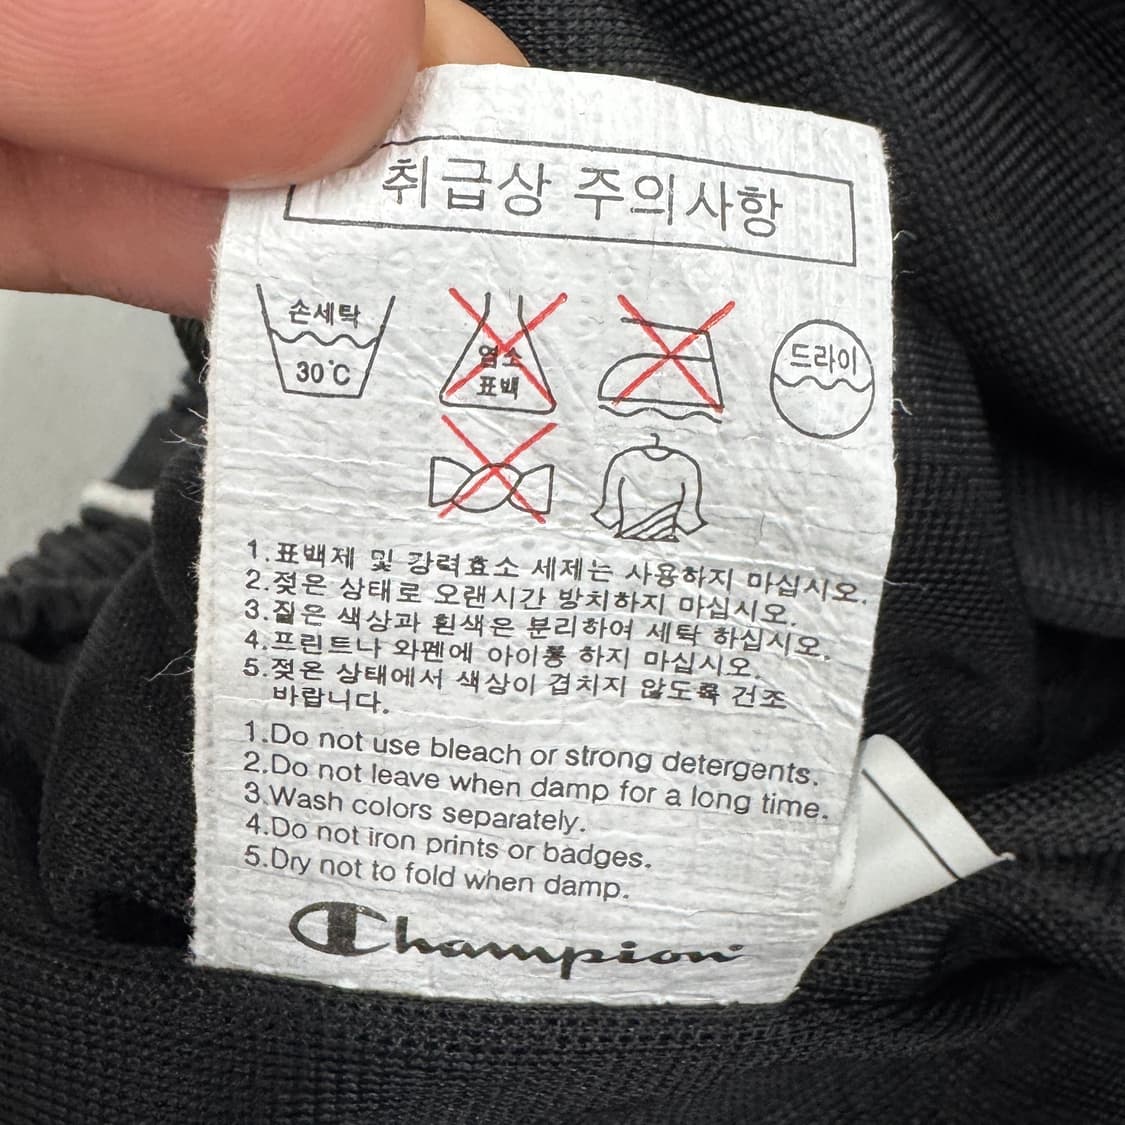 취급상 주의사항
손세탁
30℃
염소
표백
드라이
1.표백제 및 강력효소 세제는 사용하지 마십시오.
2.젖은 상태로 오랜시간 방치하지 마십시오.
3.짙은 색상과 흰색은 분리하여 세탁 하십시오.
4.프린트나 와펜에 아이롱 하지 마십시오.
5.젖은 상태에서 색상이 겹치지 않도록 건조
바랍니다.
1.Do not use bleach or strong detergents.
2.Do not leave when damp for a long time.
3.Wash colors separately.
4.Do not iron prints or badges.
5.Dry not to fold when damp.
Champion